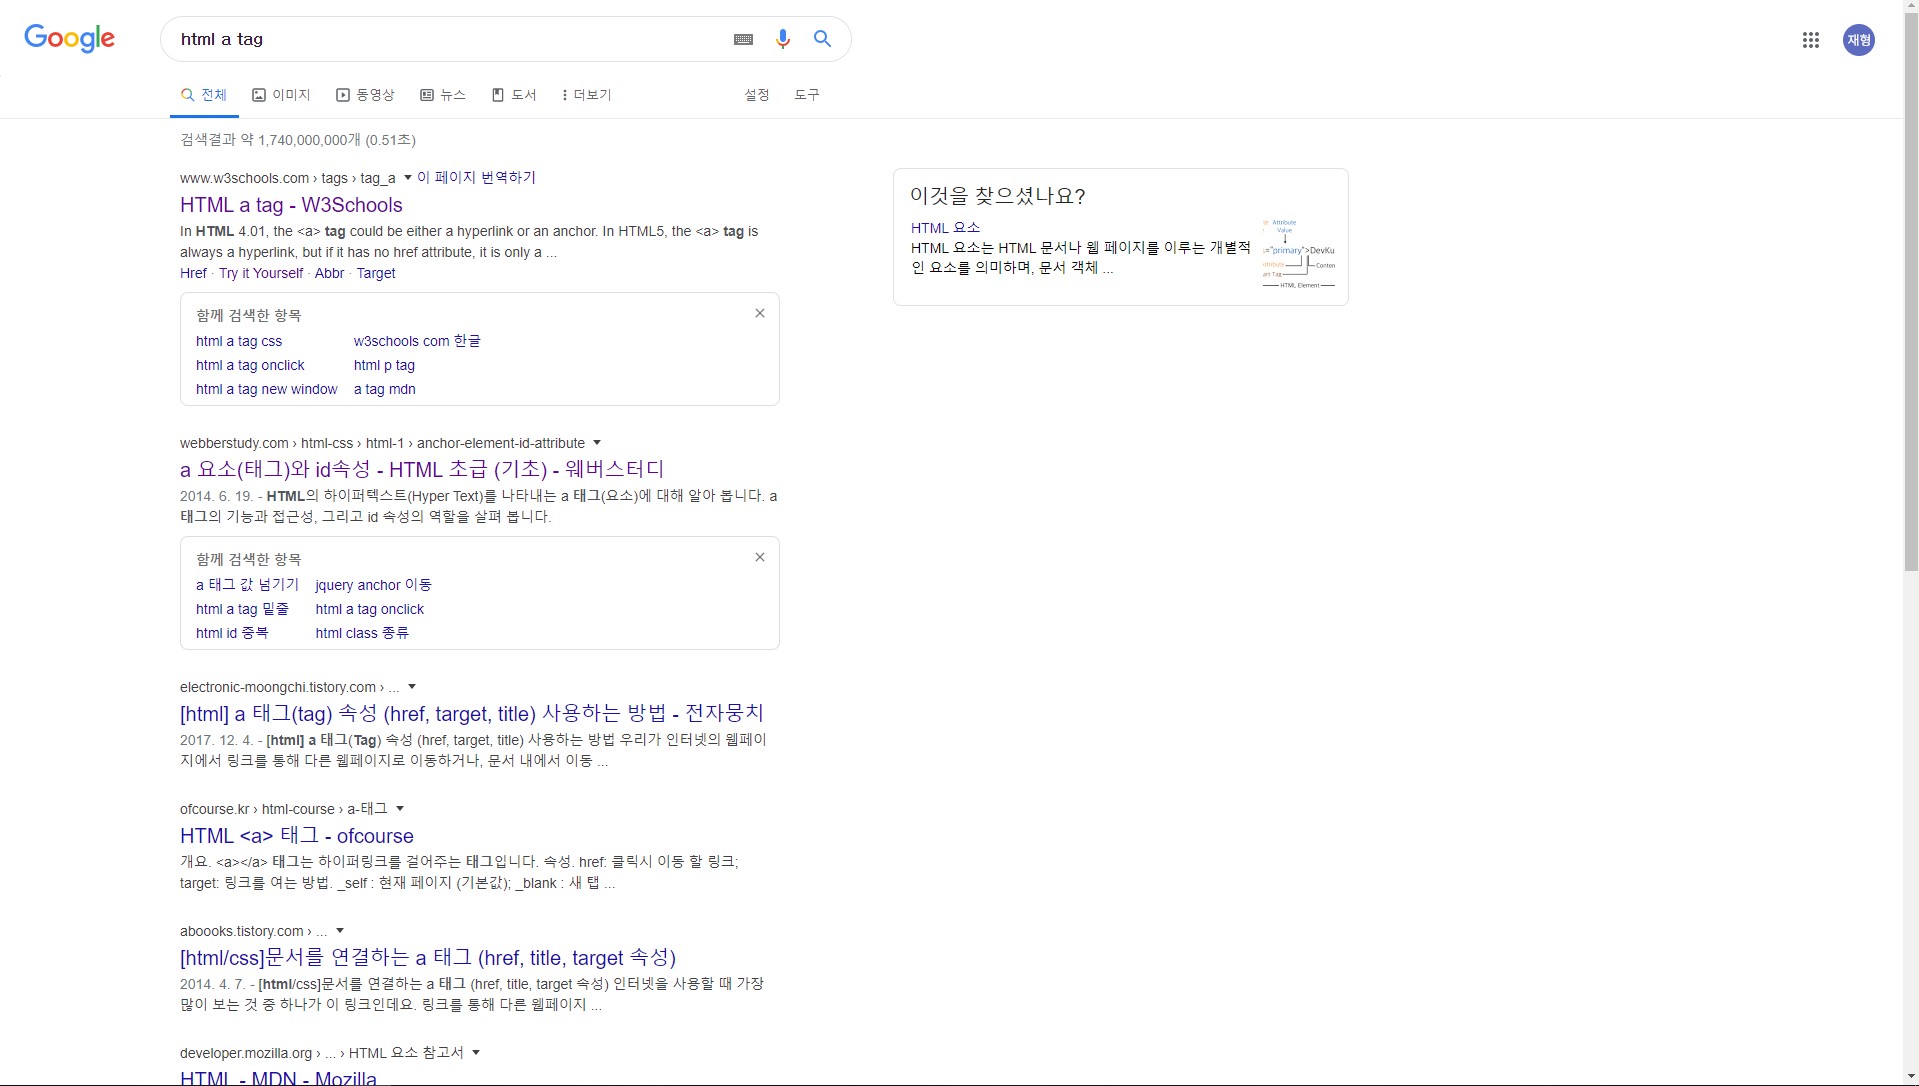 Google
html a tag
재형
전체
이미지
동영상
뉴스
도서
더보기
설정
도구
검색결과 약 1,740,000,000개 (0.51초)
www.w3schools.com › tags › tag_a 이 페이지 번역하기
HTML a tag - W3Schools
In HTML 4.01, the <a> tag could be either a hyperlink or an anchor. In HTML5, the <a> tag is
always a hyperlink, but if it has no href attribute, it is only a ...
Href · Try it Yourself · Abbr · Target
함께 검색한 항목
html a tag css
w3schools com 한글
html a tag onclick
html p tag
html a tag new window
a tag mdn
webberstudy.com › html-css › html-1 › anchor-element-id-attribute
a 요소(태그)와 id속성 - HTML 초급 (기초) - 웨버스터디
2014. 6. 19. - HTML의 하이퍼텍스트(Hyper Text)를 나타내는 a 태그(요소)에 대해 알아 봅니다. a
태그의 기능과 접근성, 그리고 id 속성의 역할을 살펴 봅니다.
함께 검색한 항목
a 태그 값 넘기기
jquery anchor 이동
html a tag 밑줄
html a tag onclick
html id 중복
html class 종류
electronic-moongchi.tistory.com › ...
[html] a 태그(tag) 속성 (href, target, title) 사용하는 방법 - 전자뭉치
2017. 12. 4. - [html] a 태그(Tag) 속성 (href, target, title) 사용하는 방법 우리가 인터넷의 웹페이
지에서 링크를 통해 다른 웹페이지로 이동하거나, 문서 내에서 이동 ...
ofcourse.kr › html-course › a-태그
HTML <a> 태그 - ofcourse
개요. <a></a> 태그는 하이퍼링크를 걸어주는 태그입니다. 속성. href: 클릭시 이동 할 링크;
target: 링크를 여는 방법. _self : 현재 페이지 (기본값); _blank : 새 탭 ...
aboooks.tistory.com › ...
[html/css]문서를 연결하는 a 태그 (href, title, target 속성)
2014. 4. 7. - [html/css]문서를 연결하는 a 태그 (href, title, target 속성) 인터넷을 사용할 때 가장
많이 보는 것 중 하나가 이 링크인데요. 링크를 통해 다른 웹페이지 ...
developer.mozilla.org › ... › HTML 요소 참고서
HTML - MDN - Mozilla
이것을 찾으셨나요?
HTML 요소
HTML 요소는 HTML 문서나 웹 페이지를 이루는 개별적
인 요소를 의미하며, 문서 객체 ...
Attribute
Value
="primary">DevKu
Conten
HTML Element